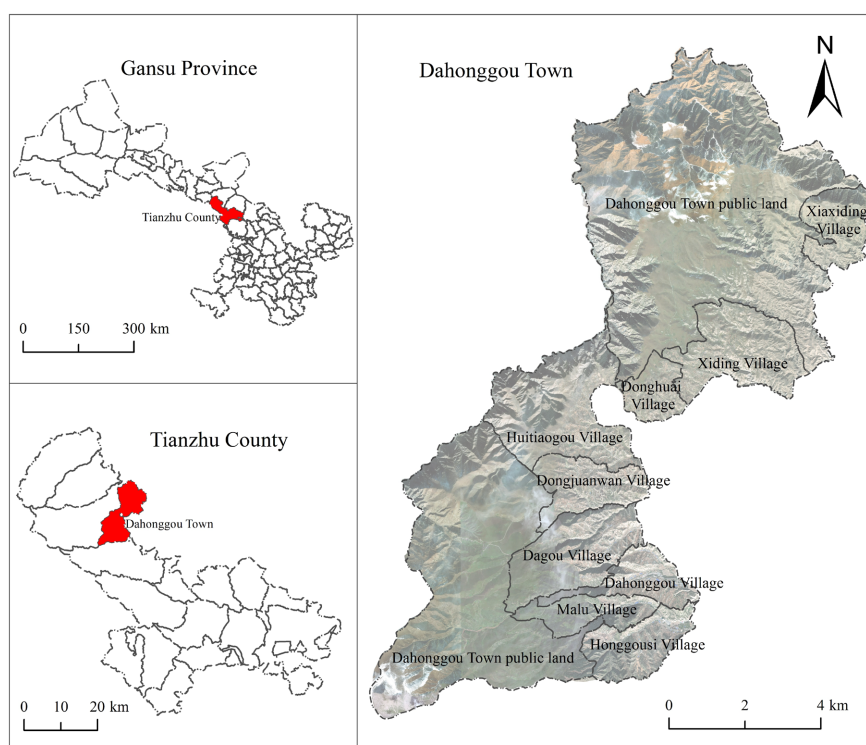 Gansu Province
Tianzhu County
0 150 300 km
Tianzhu County
Dahonggou Town
0 10 20 km
Dahonggou Town
N
Dahonggou Town public land
Xiaxiding
Village
Xiding Village
Donghuai
Village
Huitiaogou Village
Dongjuanwan Village
Dagou Village
Dahonggou Village
Malu Village
Honggousi Village
Dahonggou Town public land
0 2 4 km